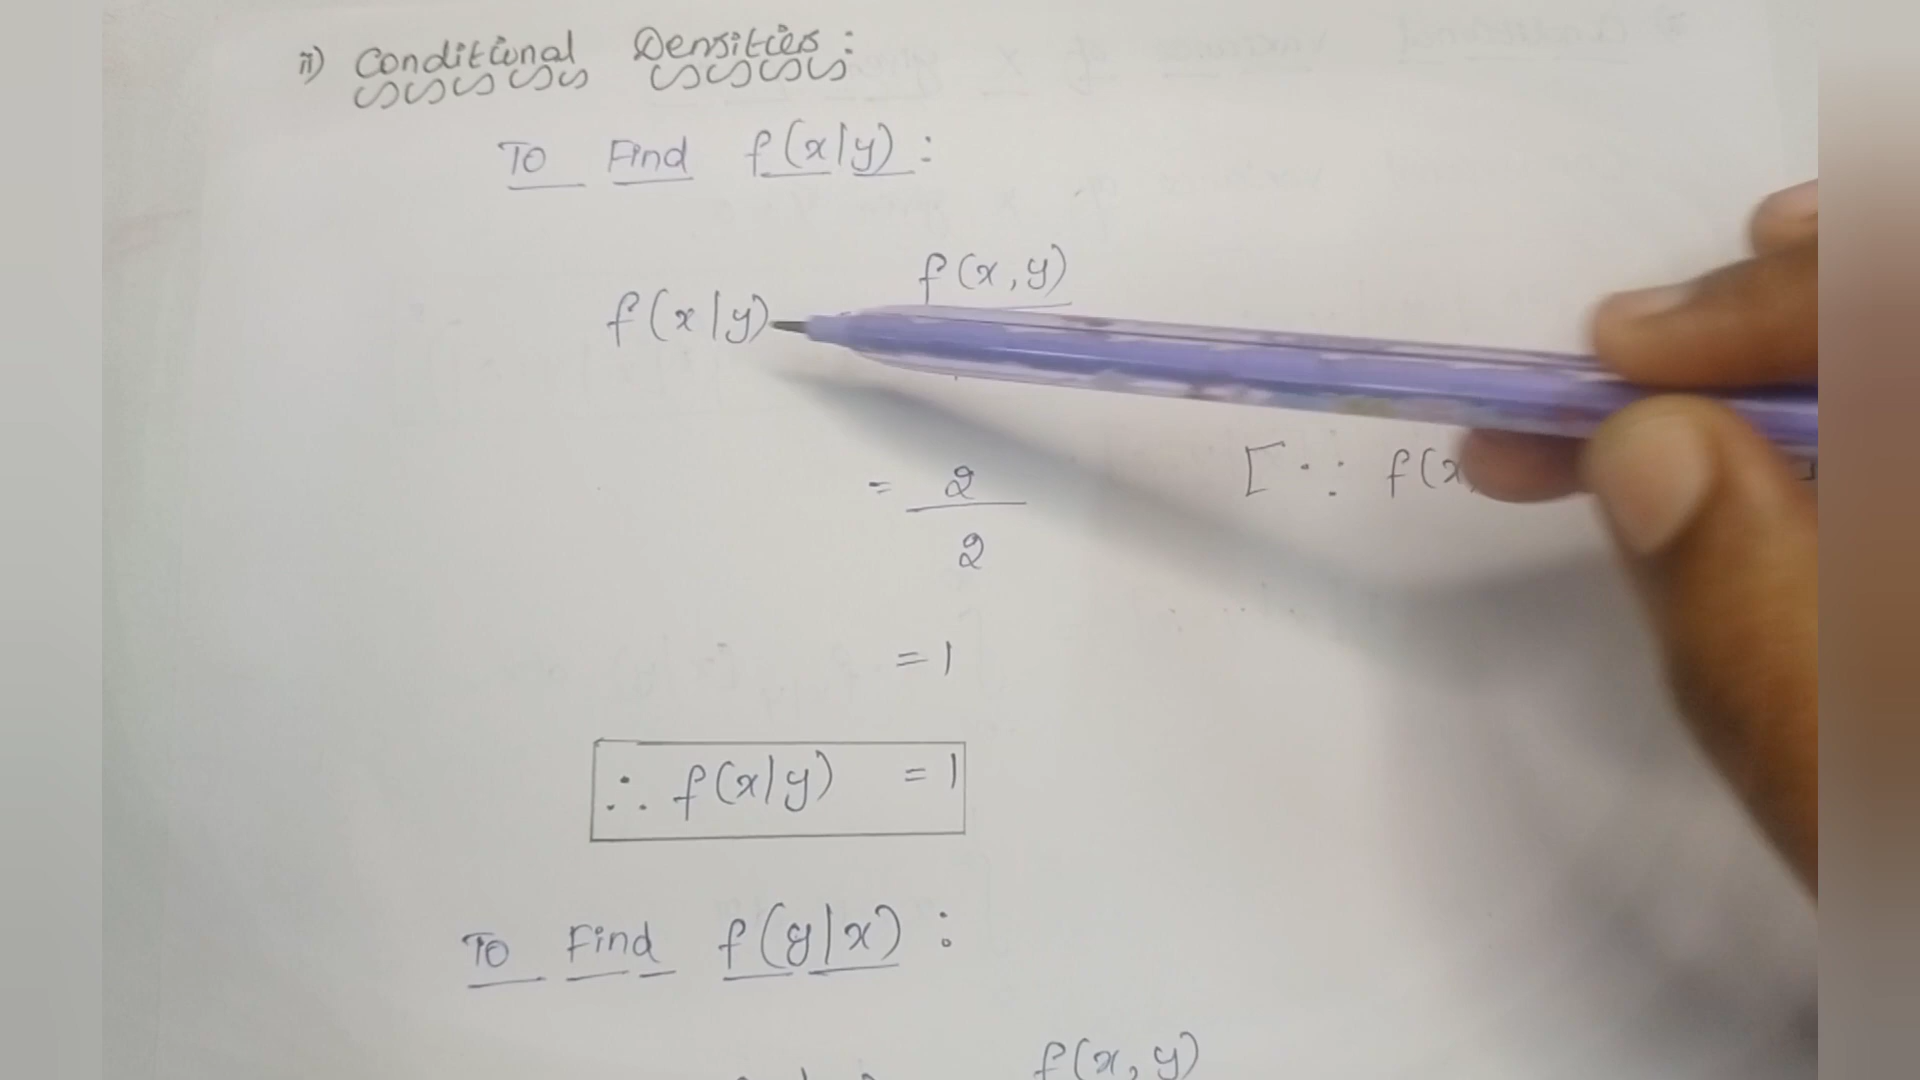 ii) Conditional Densities:
To Find f(x|y):
f(x,y)
f(x|y)
= 2
2
[∵ f(x
= 1
∴ f(x|y) = 1
To Find f(y|x):
f(x,y)